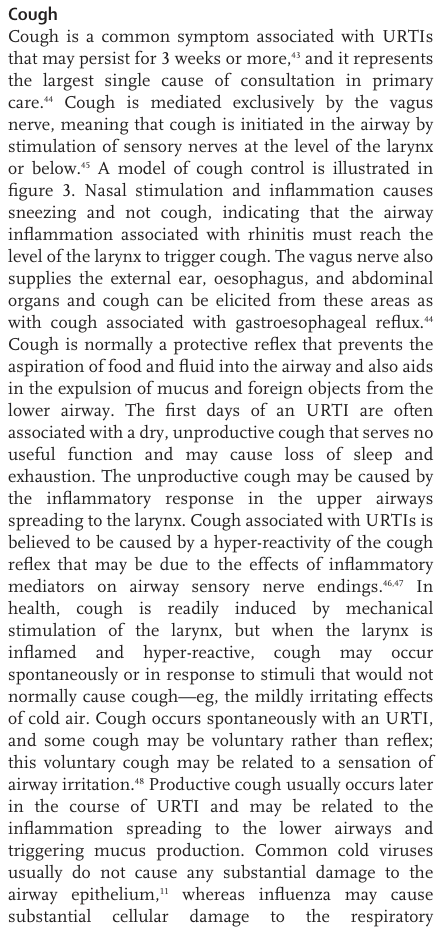 Cough
Cough is a common symptom associated with URTIs
that may persist for 3 weeks or more,43 and it represents
the largest single cause of consultation in primary
care.44 Cough is mediated exclusively by the vagus
nerve, meaning that cough is initiated in the airway by
stimulation of sensory nerves at the level of the larynx
or below.45 A model of cough control is illustrated in
figure 3. Nasal stimulation and inflammation causes
sneezing and not cough, indicating that the airway
inflammation associated with rhinitis must reach the
level of the larynx to trigger cough. The vagus nerve also
supplies the external ear, oesophagus, and abdominal
organs and cough can be elicited from these areas as
with cough associated with gastroesophageal reflux.44
Cough is normally a protective reflex that prevents the
aspiration of food and fluid into the airway and also aids
in the expulsion of mucus and foreign objects from the
lower airway. The first days of an URTI are often
associated with a dry, unproductive cough that serves no
useful function and may cause loss of sleep and
exhaustion. The unproductive cough may be caused by
the inflammatory response in the upper airways
spreading to the larynx. Cough associated with URTIs is
believed to be caused by a hyper-reactivity of the cough
reflex that may be due to the effects of inflammatory
mediators on airway sensory nerve endings.46,47 In
health, cough is readily induced by mechanical
stimulation of the larynx, but when the larynx is
inflamed and hyper-reactive, cough may occur
spontaneously or in response to stimuli that would not
normally cause cough—eg, the mildly irritating effects
of cold air. Cough occurs spontaneously with an URTI,
and some cough may be voluntary rather than reflex;
this voluntary cough may be related to a sensation of
airway irritation.48 Productive cough usually occurs later
in the course of URTI and may be related to the
inflammation spreading to the lower airways and
triggering mucus production. Common cold viruses
usually do not cause any substantial damage to the
airway epithelium,11 whereas influenza may cause
substantial cellular damage to the respiratory